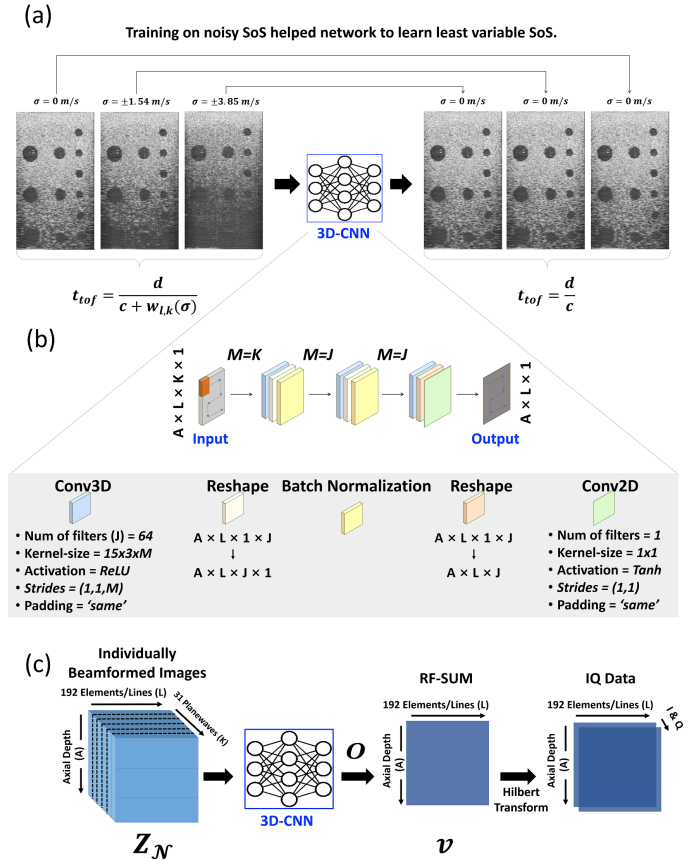 (a)
Training on noisy SoS helped network to learn least variable SoS.
σ = 0 m/s
σ = ±1.54 m/s
σ = ±3.85 m/s
σ = 0 m/s
σ = 0 m/s
σ = 0 m/s
3D-CNN
t_tof = d / (c + w_l,k(σ))
t_tof = d / c
(b)
A × L × K × 1
M=K
M=J
M=J
A × L × 1
Input
Output
Conv3D
• Num of filters (J) = 64
• Kernel-size = 15x3xM
• Activation = ReLU
• Strides = (1,1,M)
• Padding = 'same'
Reshape
A × L × 1 × J
↓
A × L × J × 1
Batch Normalization
Reshape
A × L × 1 × J
↓
A × L × J
Conv2D
• Num of filters = 1
• Kernel-size = 1x1
• Activation = Tanh
• Strides = (1,1)
• Padding = 'same'
(c)
Individually
Beamformed Images
192 Elements/Lines (L)
31 Planewaves (K)
Axial Depth
(A)
Z_𝒩
3D-CNN
O
RF-SUM
192 Elements/Lines (L)
Axial Depth
(A)
v
Hilbert
Transform
IQ Data
192 Elements/Lines (L)
I & Q
Axial Depth
(A)